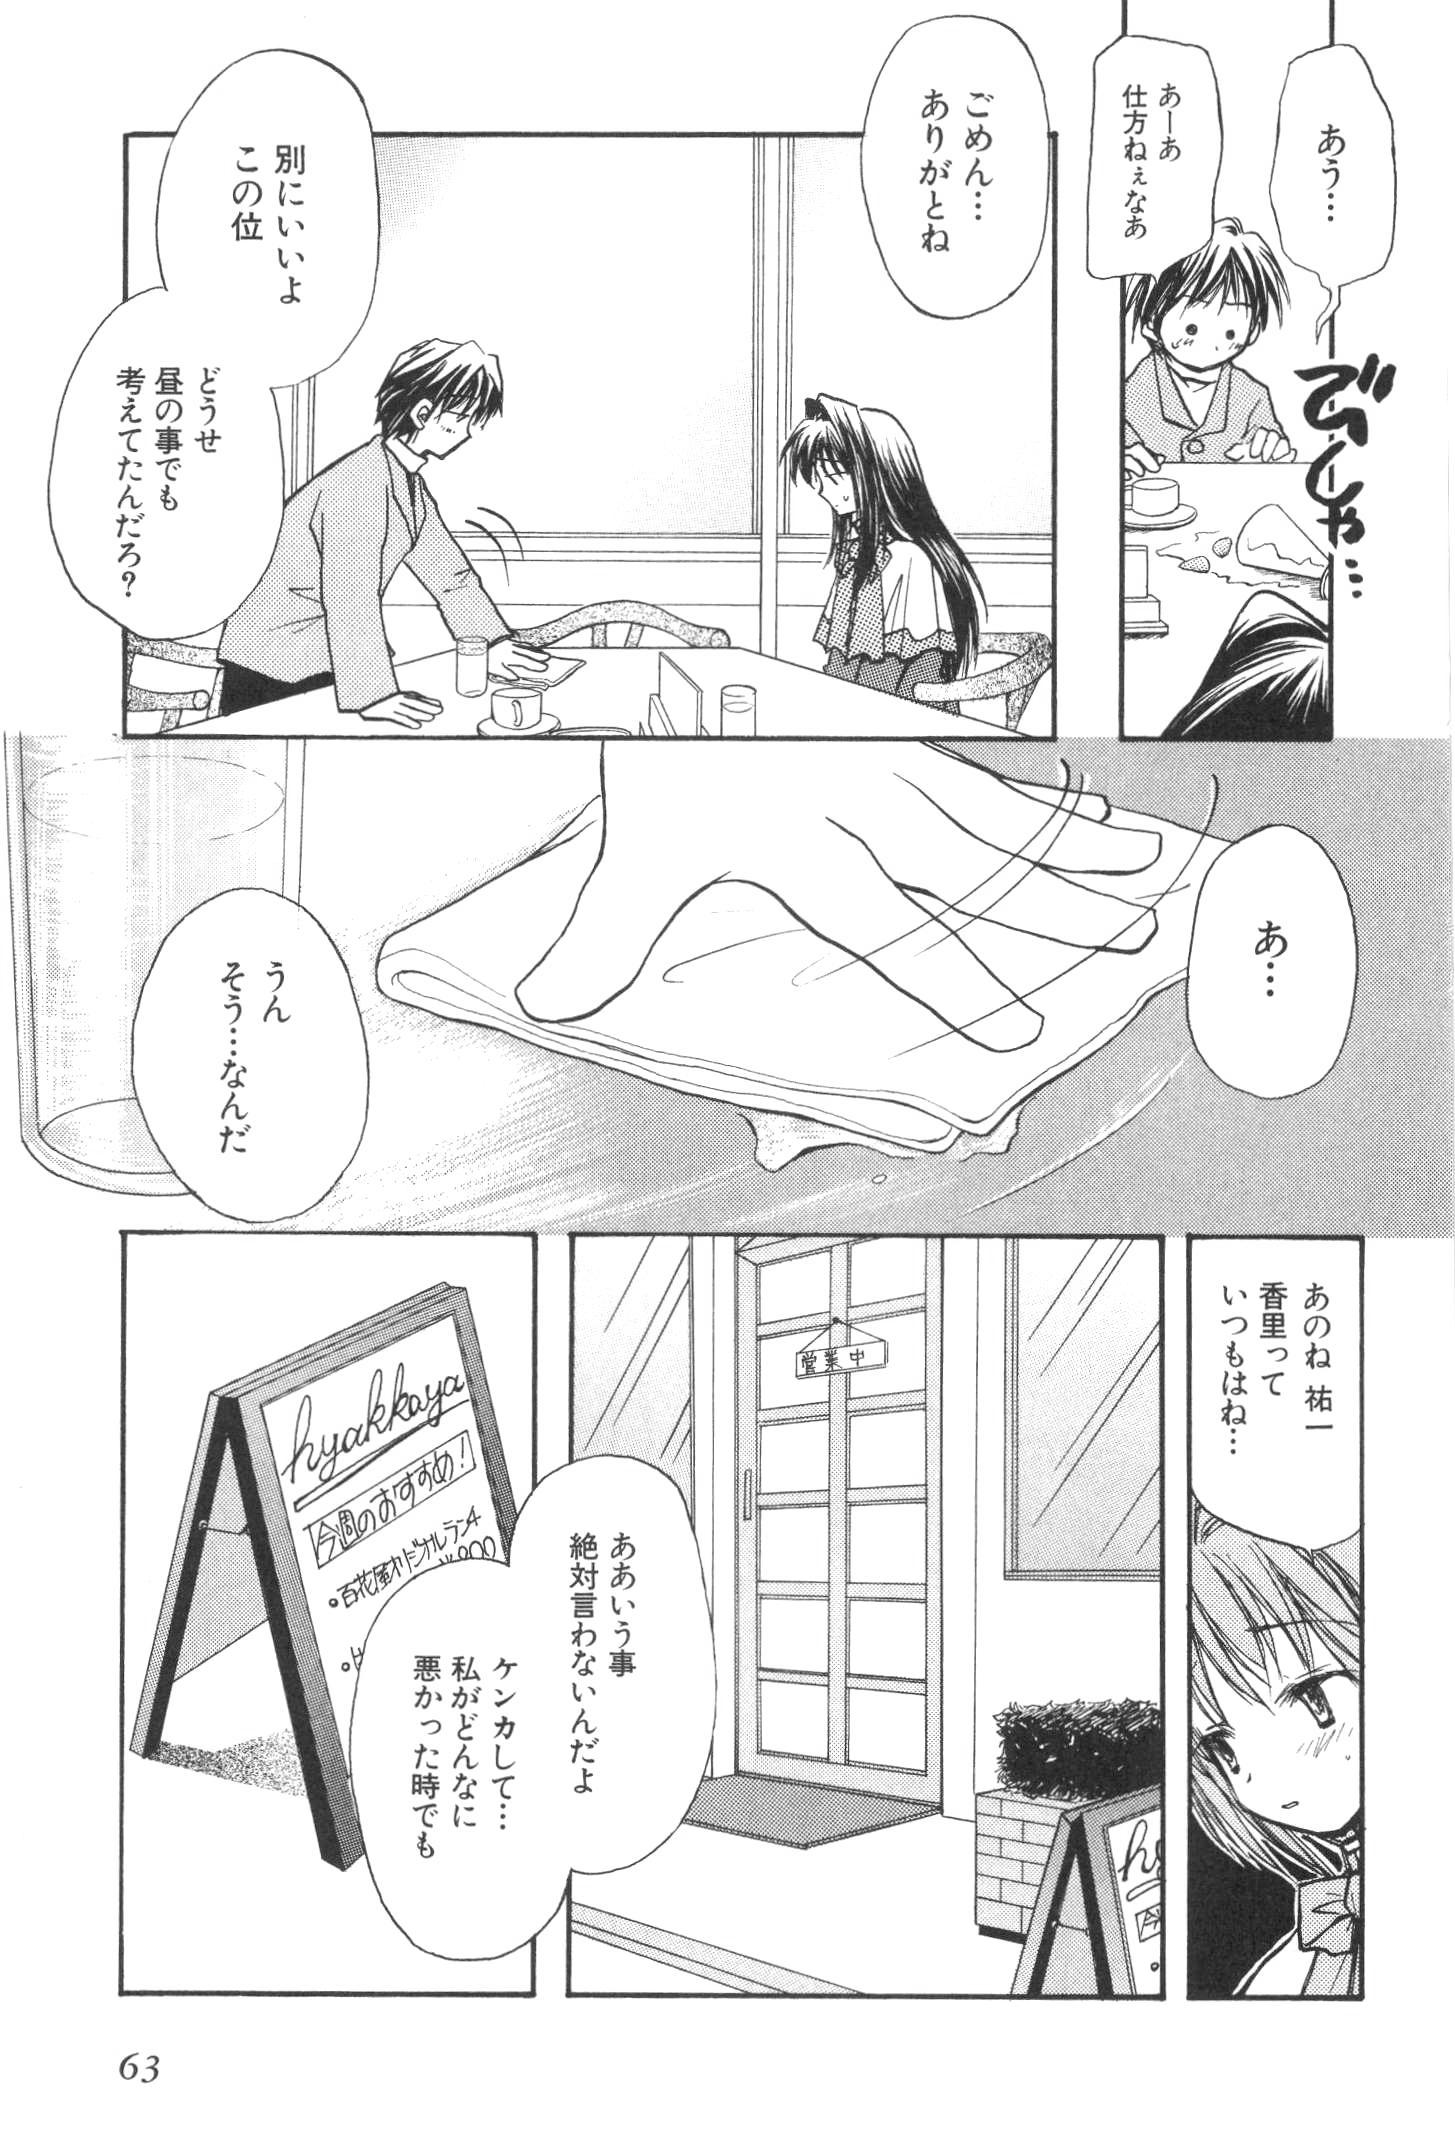 あう…
あーあ
仕方ねぇなあ
でしゃ…
ごめん…
ありがとね
別にいいよ
この位
どうせ
昼の事でも
考えてたんだろ?
あ…
うん
そう…なんだ
あのね 祐一
香里って
いつもはね…
営業中
ああいう事
絶対言わないんだよ
ケンカして…
私がどんなに
悪かった時でも
hyakkaya
今週のおすすめ!
・百花屋オリジナルランチ
63